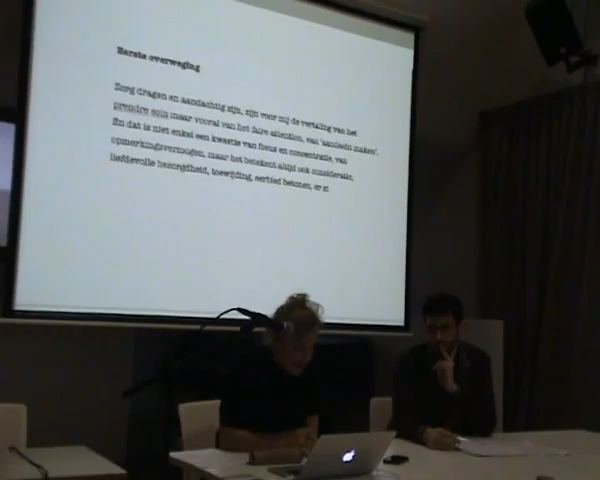 Eerste overweging
Zorg dragen en aandachtig zijn, zijn voor mij de vertaling van het
prendre soin maar vooral van het faire attention, van 'aandacht maken'.
En dat is niet enkel een kwestie van focus en concentratie, van
opmerkingsvermogen, maar het betekent altijd ook consideratie,
liefdevolle bezorgdheid, toewijding, eerbied betonen, er zi